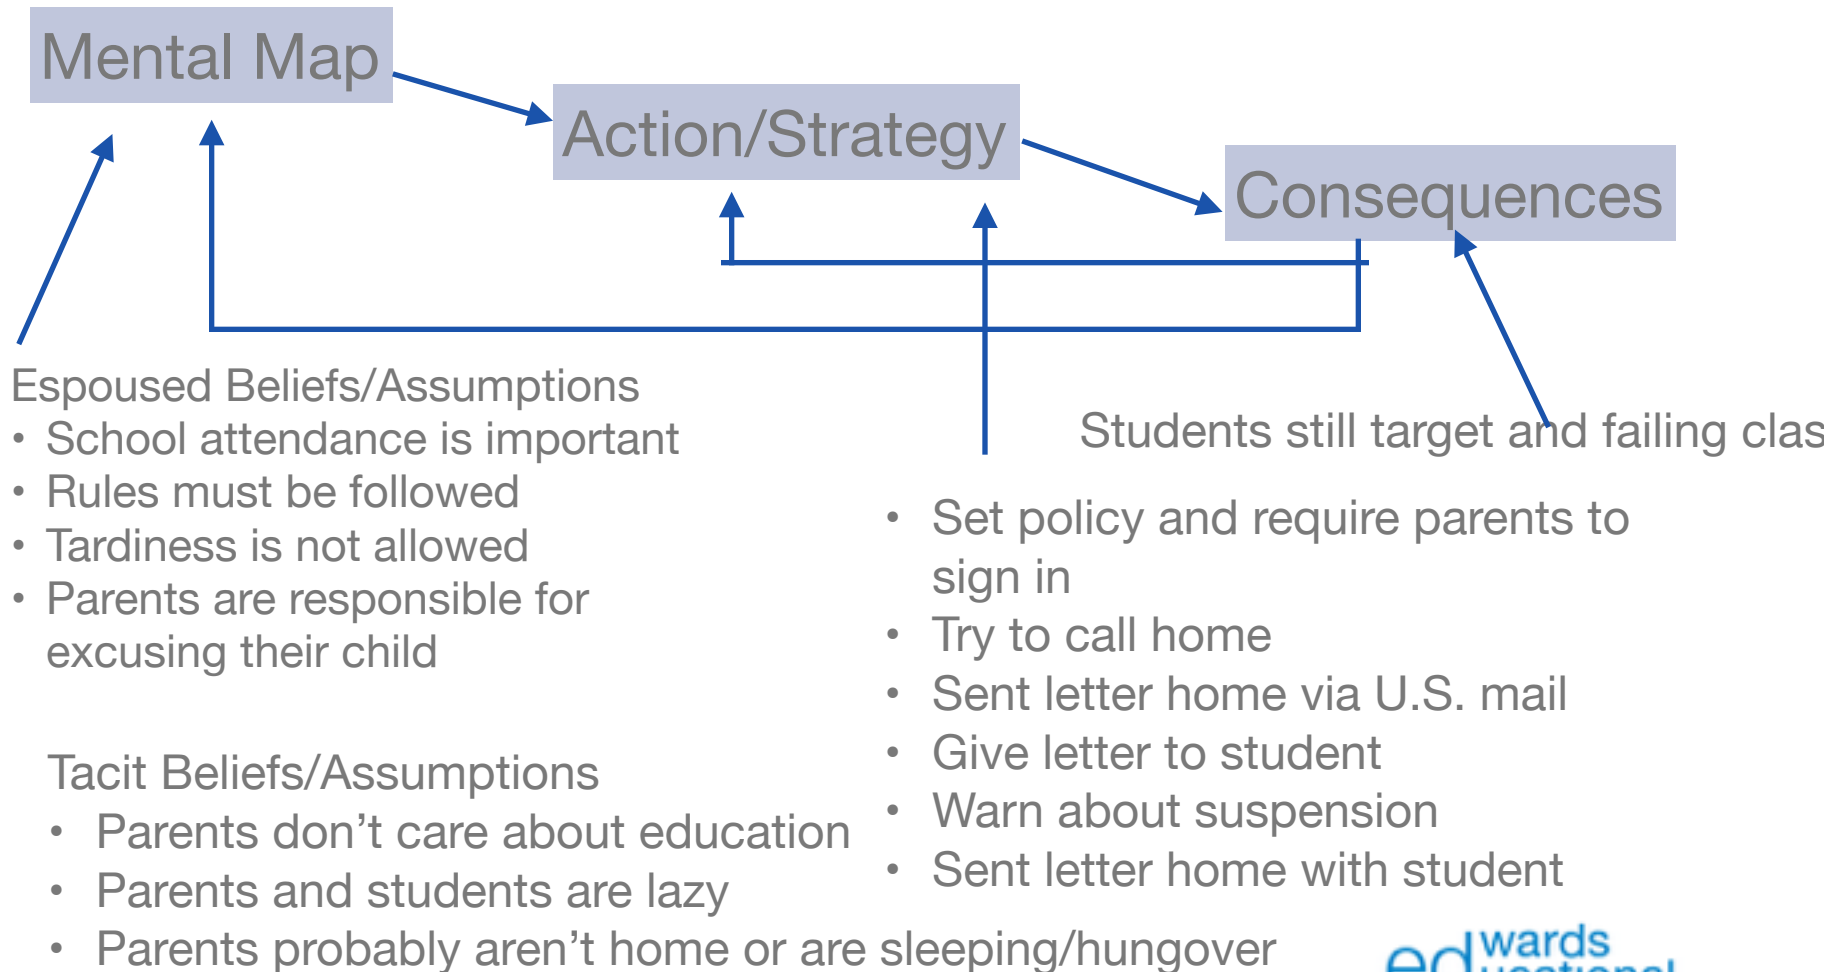 Mental Map
Action/Strategy
Consequences
Espoused Beliefs/Assumptions
• School attendance is important
• Rules must be followed
• Tardiness is not allowed
• Parents are responsible for
excusing their child
Tacit Beliefs/Assumptions
• Parents don’t care about education
• Parents and students are lazy
• Parents probably aren’t home or are sleeping/hungover
Students still target and failing clas
• Set policy and require parents to
sign in
• Try to call home
• Sent letter home via U.S. mail
• Give letter to student
• Warn about suspension
• Sent letter home with student
edwards
ucational